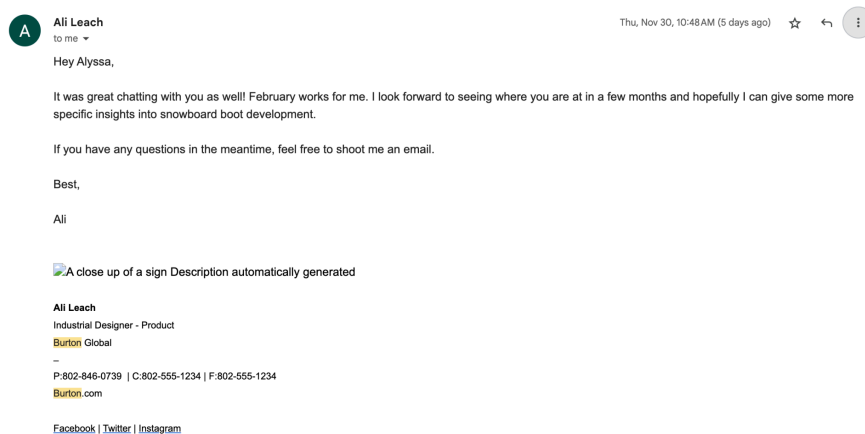 A
Ali Leach
Thu, Nov 30, 10:48 AM (5 days ago)
to me
Hey Alyssa,
It was great chatting with you as well! February works for me. I look forward to seeing where you are at in a few months and hopefully I can give some more
specific insights into snowboard boot development.
If you have any questions in the meantime, feel free to shoot me an email.
Best,
Ali
A close up of a sign Description automatically generated
Ali Leach
Industrial Designer - Product
Burton Global
–
P:802-846-0739 | C:802-555-1234 | F:802-555-1234
Burton.com
Facebook | Twitter | Instagram